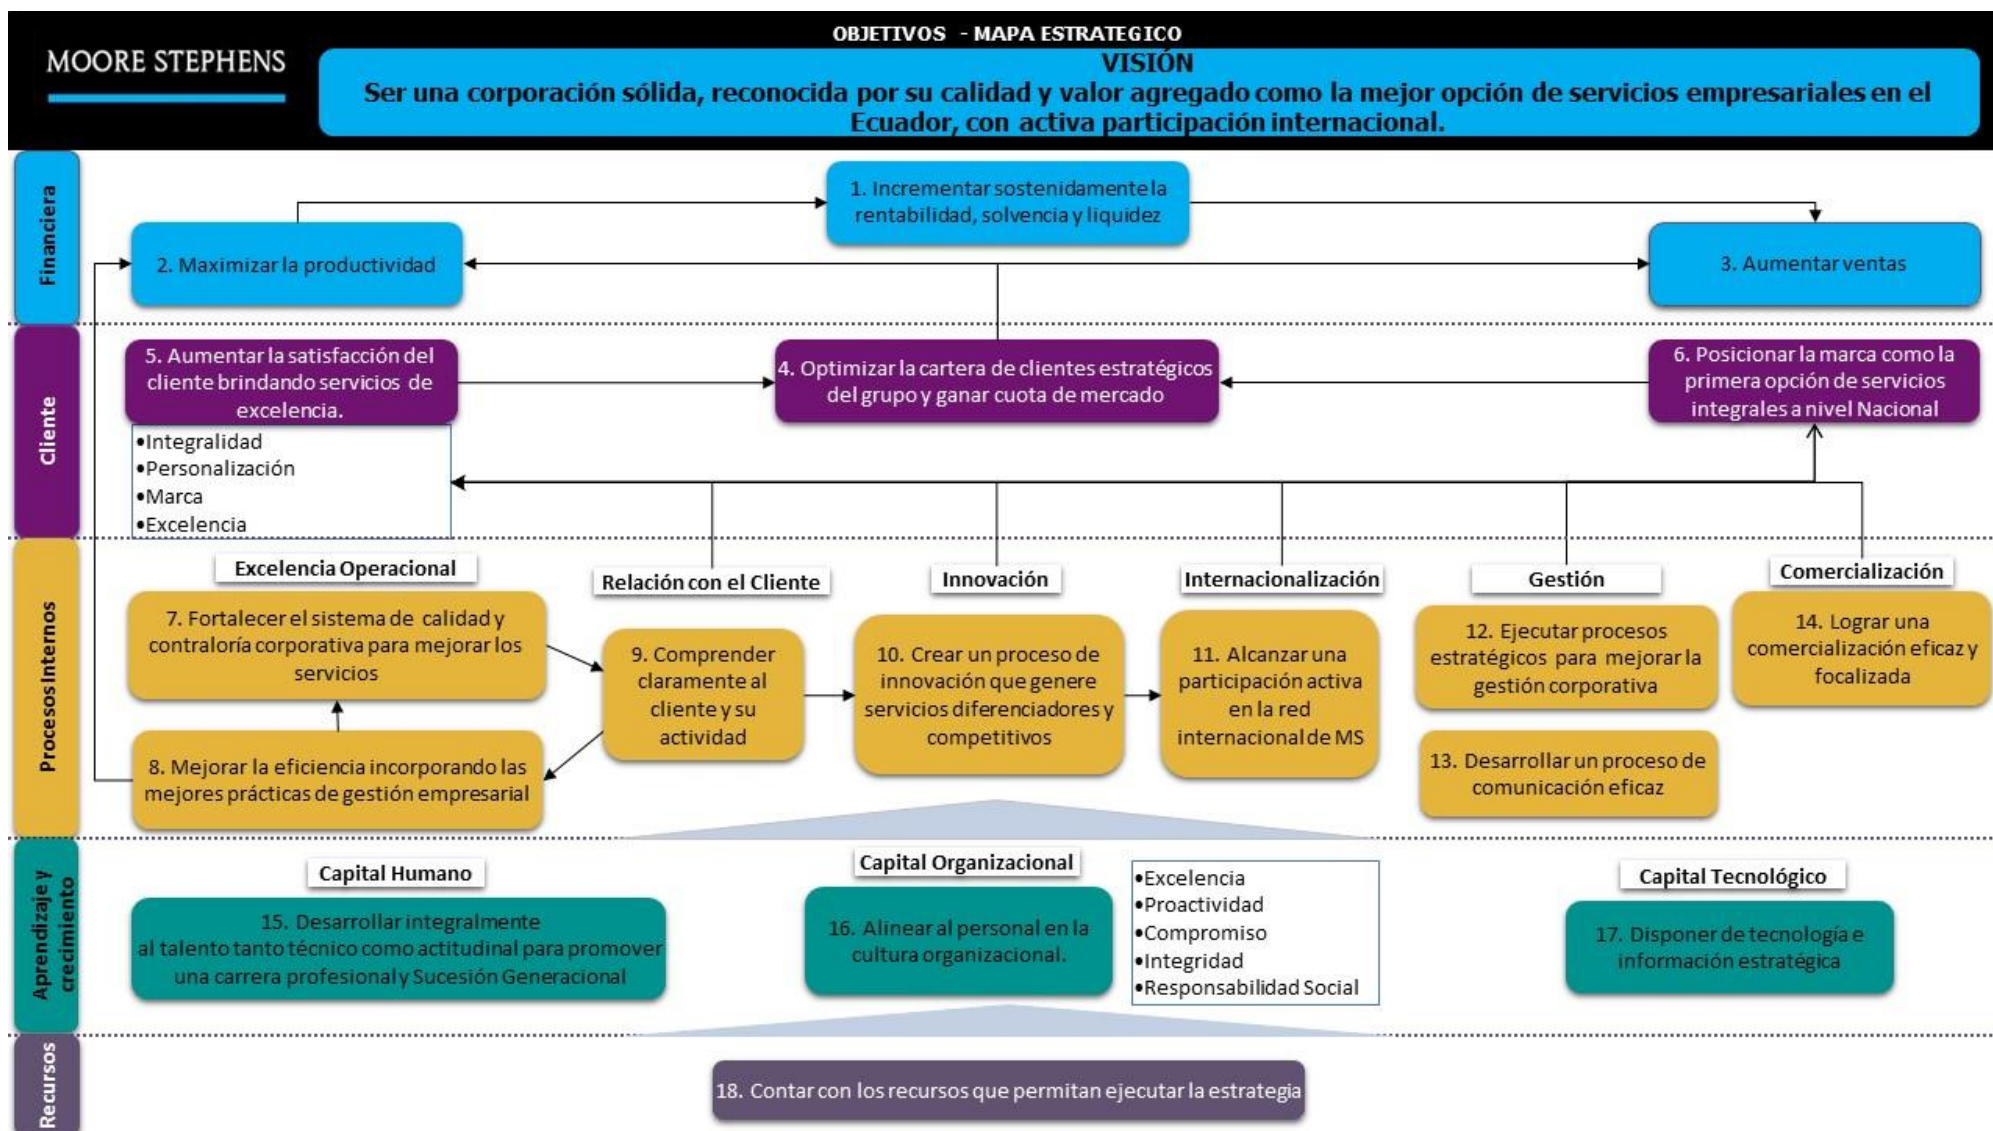 OBJETIVOS - MAPA ESTRATEGICO
MOORE STEPHENS
VISIÓN
Ser una corporación sólida, reconocida por su calidad y valor agregado como la mejor opción de servicios empresariales en el
Ecuador, con activa participación internacional.
Financiera
1. Incrementar sostenidamente la
rentabilidad, solvencia y liquidez
2. Maximizar la productividad
3. Aumentar ventas
Cliente
5. Aumentar la satisfacción del
cliente brindando servicios de
excelencia.
4. Optimizar la cartera de clientes estratégicos
del grupo y ganar cuota de mercado
6. Posicionar la marca como la
primera opción de servicios
integrales a nivel Nacional
•Integralidad
•Personalización
•Marca
•Excelencia
Procesos Internos
Excelencia Operacional
7. Fortalecer el sistema de calidad y
contraloría corporativa para mejorar los
servicios
8. Mejorar la eficiencia incorporando las
mejores prácticas de gestión empresarial
Relación con el Cliente
9. Comprender
claramente al
cliente y su
actividad
Innovación
10. Crear un proceso de
innovación que genere
servicios diferenciadores y
competitivos
Internacionalización
11. Alcanzar una
participación activa
en la red
internacional de MS
Gestión
12. Ejecutar procesos
estratégicos para mejorar la
gestión corporativa
13. Desarrollar un proceso de
comunicación eficaz
Comercialización
14. Lograr una
comercialización eficaz y
focalizada
Aprendizaje y
crecimiento
Capital Humano
15. Desarrollar integralmente
al talento tanto técnico como actitudinal para promover
una carrera profesional y Sucesión Generacional
Capital Organizacional
16. Alinear al personal en la
cultura organizacional.
•Excelencia
•Proactividad
•Compromiso
•Integridad
•Responsabilidad Social
Capital Tecnológico
17. Disponer de tecnología e
información estratégica
Recursos
18. Contar con los recursos que permitan ejecutar la estrategia